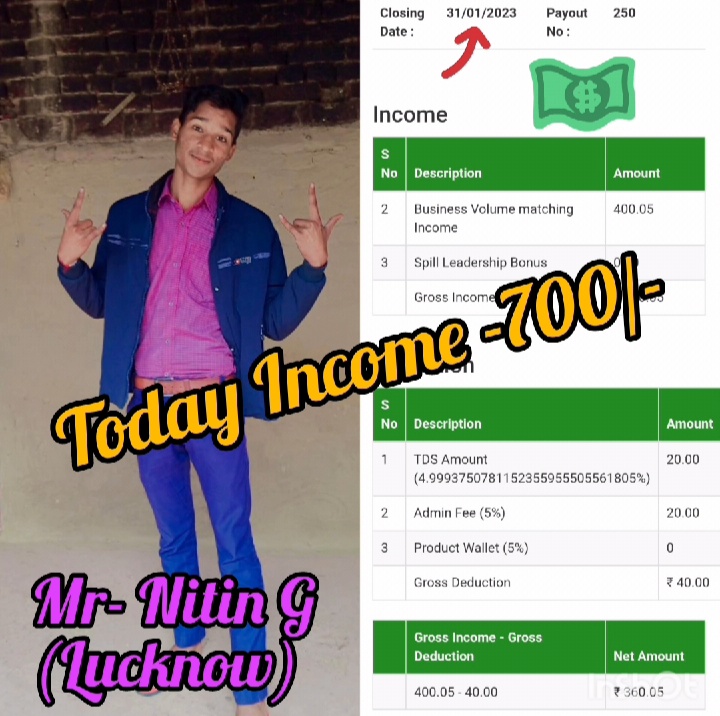 Closing Date : 31/01/2023 Payout No : 250
Income
S No Description Amount
2 Business Volume matching Income 400.05
3 Spill Leadership Bonus
Gross Income
Today Income -700/-
S No Description Amount
1 TDS Amount (4.9993750781152355955505561805%) 20.00
2 Admin Fee (5%) 20.00
3 Product Wallet (5%) 0
Gross Deduction ₹ 40.00
Gross Income - Gross Deduction Net Amount
400.05 - 40.00 ₹ 360.05
Mr- Nitin G
(Lucknow)
InShot